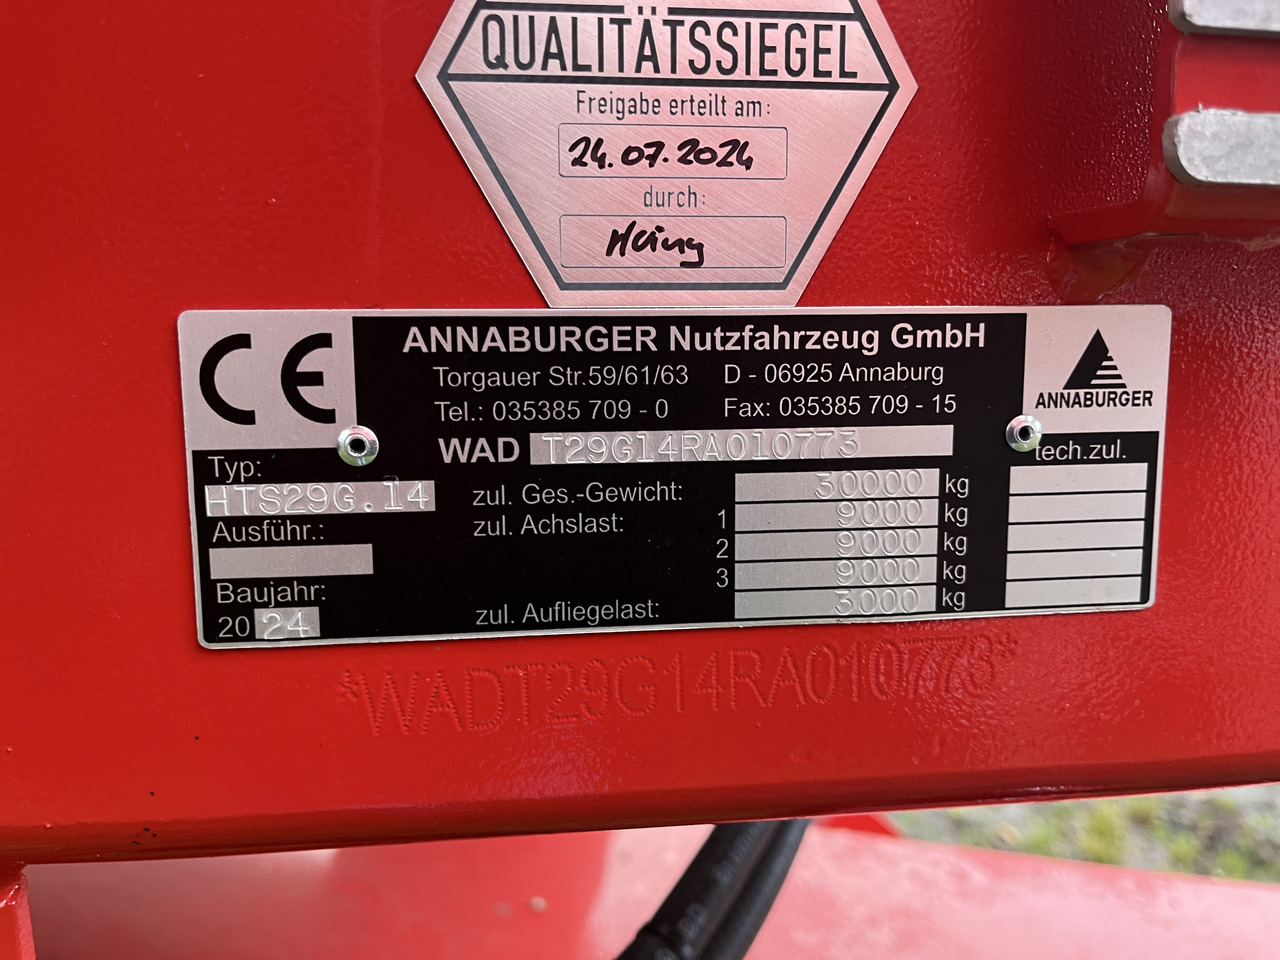 QUALITÄTSSIEGEL
Freigabe erteilt am:
24.07.2024
durch:
CE
ANNABURGER Nutzfahrzeug GmbH
Torgauer Str.59/61/63 D - 06925 Annaburg
Tel.: 035385 709 - 0 Fax: 035385 709 - 15
ANNABURGER
WAD T29G14RA010773
tech.zul.
Typ:
HTS29G.14
zul. Ges.-Gewicht: 30000 kg
Ausführ.:
zul. Achslast: 1 9000 kg
2 9000 kg
3 9000 kg
Baujahr:
20 24
zul. Aufliegelast: 3000 kg
*WADT29G14RA010773*